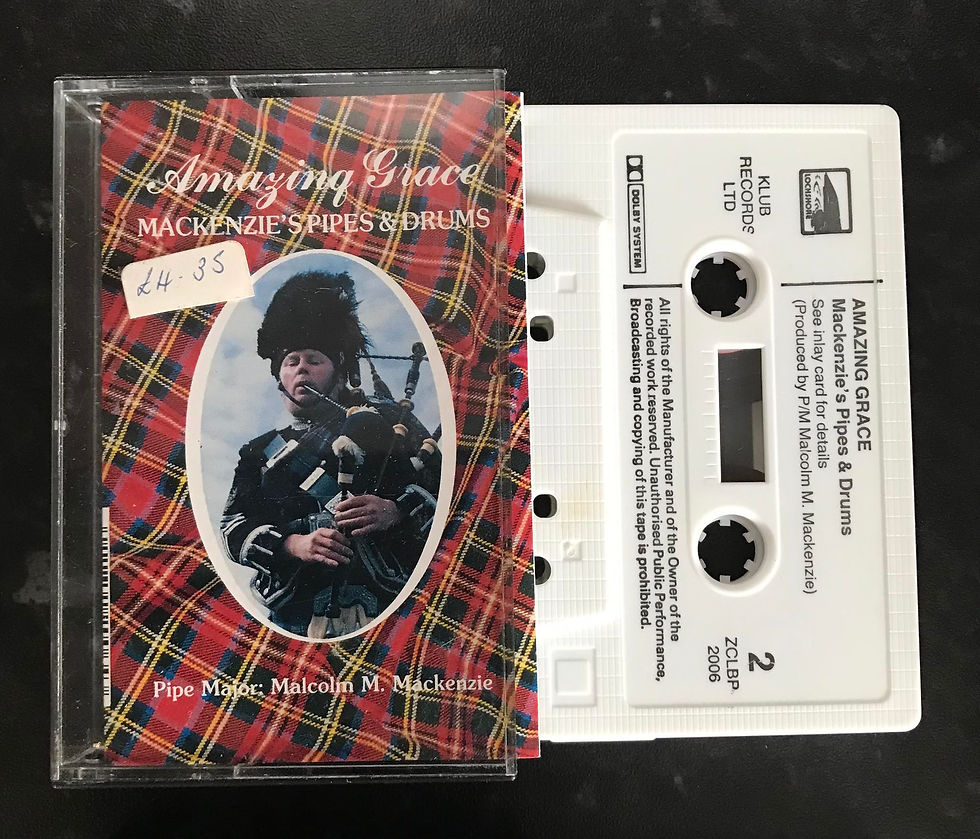 Amazing Grace
MACKENZIE'S PIPES & DRUMS
£4-35
Pipe Major: Malcolm M. Mackenzie
LOCHSHORE
KLUB
RECORDS
LTD
DOLBY SYSTEM
AMAZING GRACE
Mackenzie's Pipes & Drums
See inlay card for details
(Produced by P/M Malcolm M. Mackenzie)
All rights of the Manufacturer and of the Owner of the
recorded work reserved. Unauthorised Public Performance,
Broadcasting and copying of this tape is prohibited.
2
ZCLBP
2006